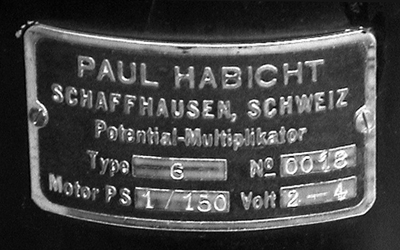 PAUL HABICHT
SCHAFFHAUSEN, SCHWEIZ
Potential-Multiplikator
Type 6 Nº 0018
Motor PS 1/150 Volt 2-4